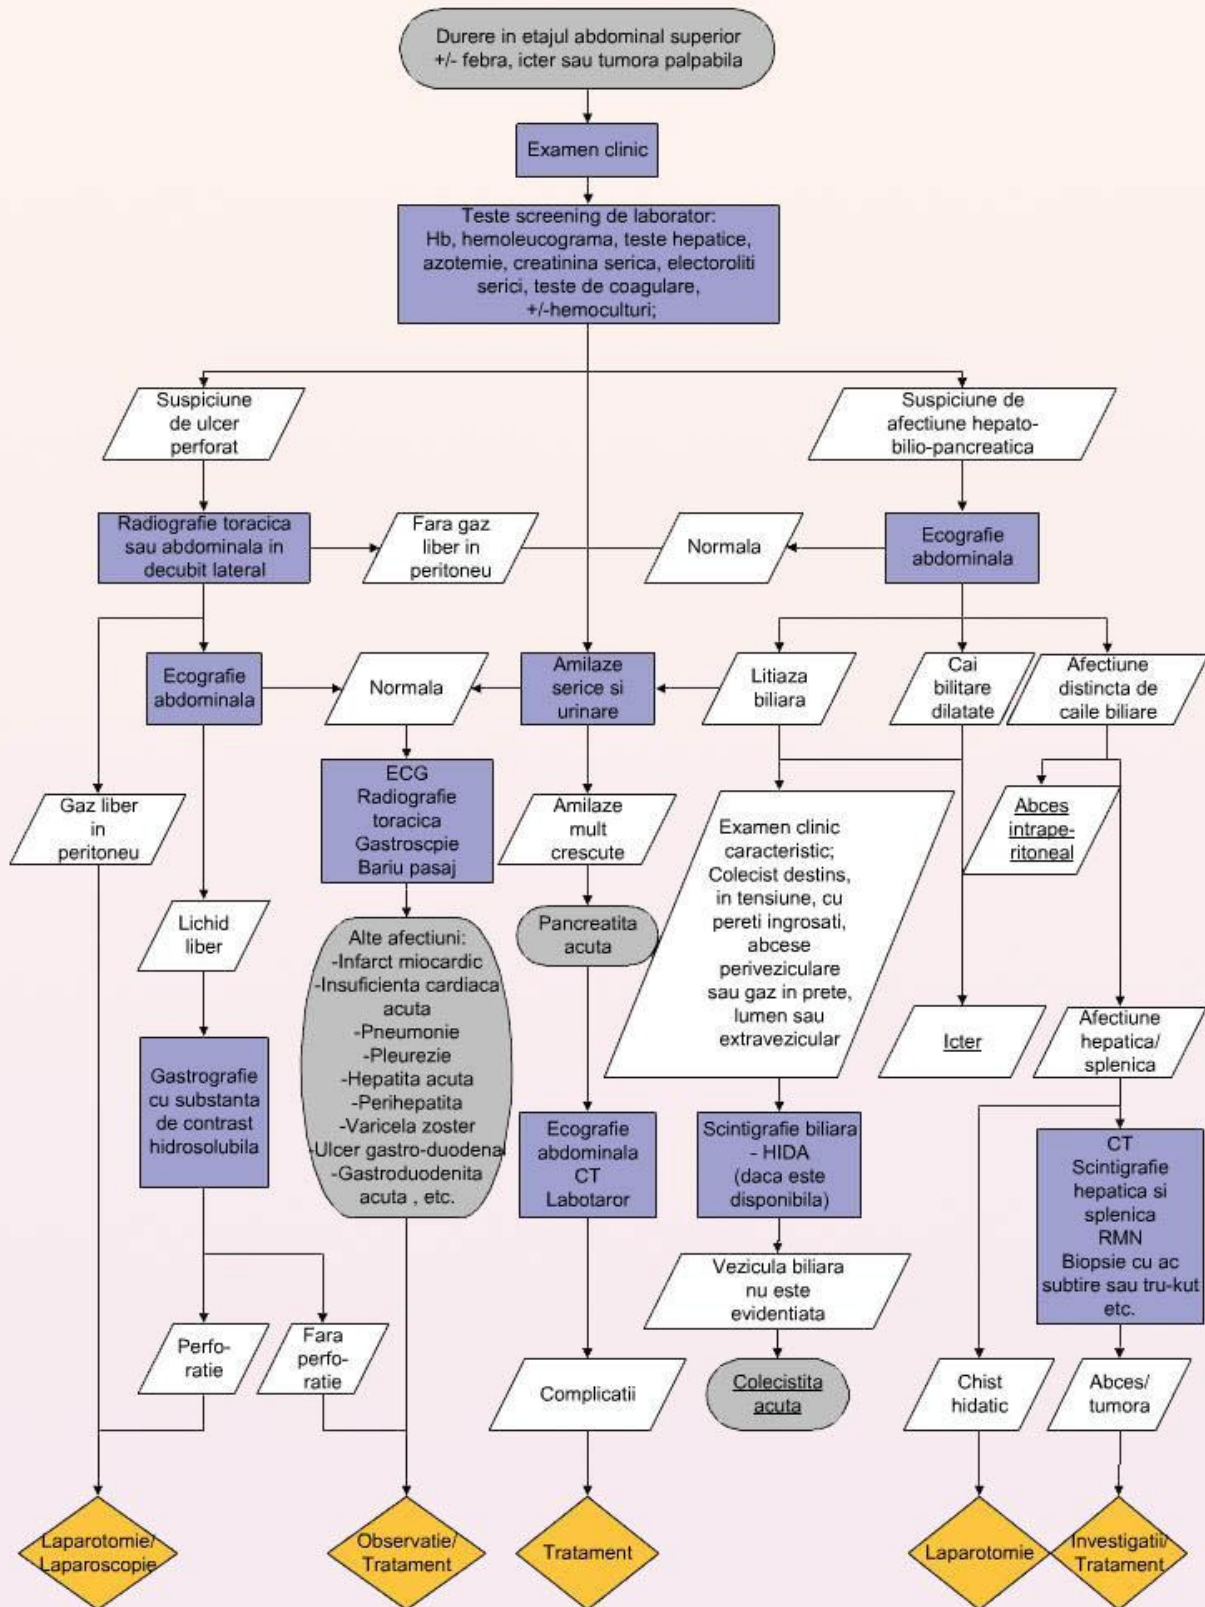 Durere in etajul abdominal superior
+/- febra, icter sau tumora palpabila
Examen clinic
Teste screening de laborator:
Hb, hemoleucograma, teste hepatice,
azotemie, creatinina serica, electoroliti
serici, teste de coagulare,
+/-hemoculturi;
Suspiciune
de ulcer
perforat
Suspiciune de
afectiune hepato-
bilio-pancreatica
Radiografie toracica
sau abdominala in
decubit lateral
Fara gaz
liber in
peritoneu
Normala
Ecografie
abdominala
Ecografie
abdominala
Normala
Amilaze
serice si
urinare
Litiaza
biliara
Cai
bilitare
dilatate
Afectiune
distincta de
caile biliare
Gaz liber
in
peritoneu
ECG
Radiografie
toracica
Gastroscpie
Bariu pasaj
Amilaze
mult
crescute
Examen clinic
caracteristic;
Colecist destins,
in tensiune, cu
pereti ingrosati,
abcese
periveziculare
sau gaz in prete,
lumen sau
extravezicular
Abces
intrape-
ritoneal
Lichid
liber
Alte afectiuni:
-Infarct miocardic
-Insuficienta cardiaca
acuta
-Pneumonie
-Pleurezie
-Hepatita acuta
-Perihepatita
-Varicela zoster
-Ulcer gastro-duodenal
-Gastroduodenita
acuta , etc.
Pancreatita
acuta
Icter
Afectiune
hepatica/
splenica
Gastrografie
cu substanta
de contrast
hidrosolubila
Ecografie
abdominala
CT
Labotaror
Scintigrafie biliara
- HIDA
(daca este
disponibila)
CT
Scintigrafie
hepatica si
splenica
RMN
Biopsie cu ac
subtire sau tru-kut
etc.
Vezicula biliara
nu este
evidentiata
Perfo-
ratie
Fara
perfo-
ratie
Complicatii
Colecistita
acuta
Chist
hidatic
Abces/
tumora
Laparotomie/
Laparoscopie
Observatie/
Tratament
Tratament
Laparotomie
Investigatii/
Tratament